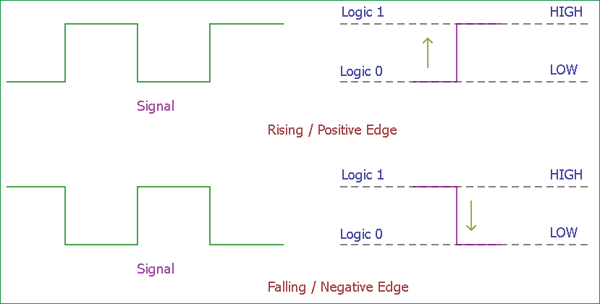 Logic 1 HIGH
Logic 0 LOW
Signal
Rising / Positive Edge
Logic 1 HIGH
Logic 0 LOW
Signal
Falling / Negative Edge